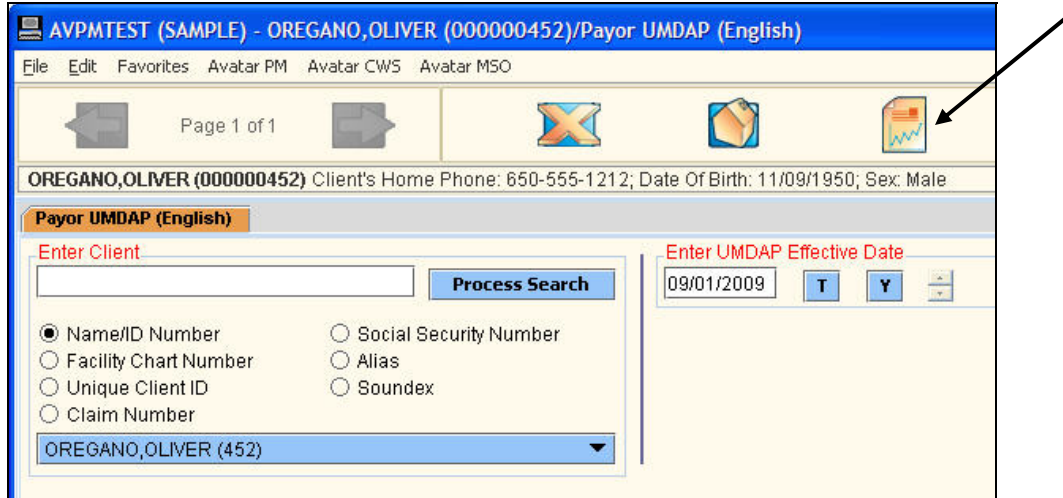 AVPMTEST (SAMPLE) - OREGANO,OLIVER (000000452)/Payor UMDAP (English)
File Edit Favorites Avatar PM Avatar CWS Avatar MSO
Page 1 of 1
OREGANO,OLIVER (000000452) Client's Home Phone: 650-555-1212; Date Of Birth: 11/09/1950; Sex: Male
Payor UMDAP (English)
Enter Client
Process Search
Name/ID Number
Social Security Number
Facility Chart Number
Alias
Unique Client ID
Soundex
Claim Number
OREGANO,OLIVER (452)
Enter UMDAP Effective Date
09/01/2009 T Y